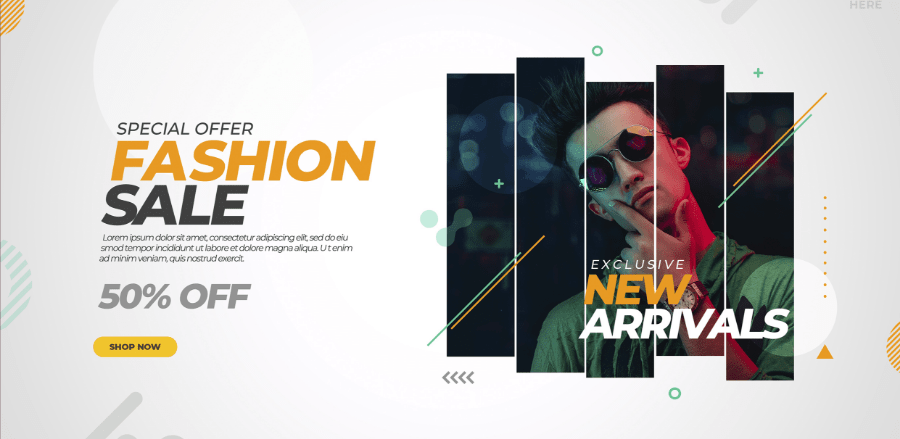 HERE
SPECIAL OFFER
FASHION
SALE
Lorem ipsum dolor sit amet, consectetur adipiscing elit, sed do eiu
smod tempor incididunt ut labore et dolore magna aliqua. U t enim
ad minim veniam, quis nostrud exercit.
50% OFF
SHOP NOW
EXCLUSIVE
NEW
ARRIVALS